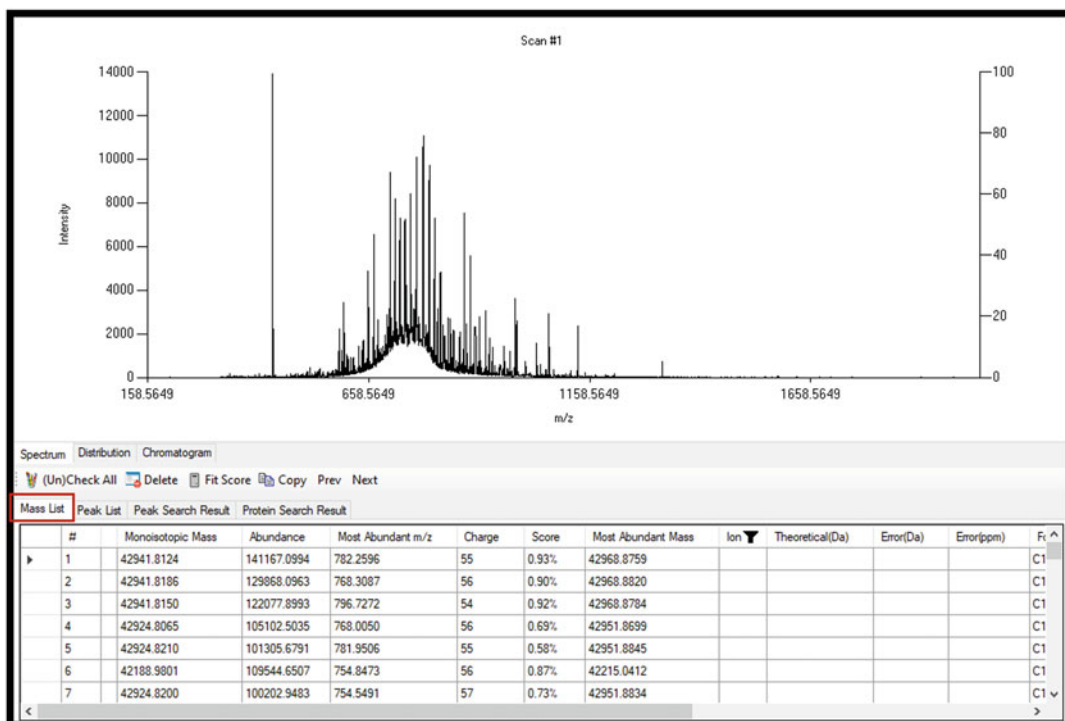 Scan #1
14000
12000
10000
8000
6000
4000
2000
0
Intensity
100
80
60
40
20
0
158.5649 658.5649 1158.5649 1658.5649
m/z
Spectrum Distribution Chromatogram
(Un)Check All Delete Fit Score Copy Prev Next
Mass List Peak List Peak Search Result Protein Search Result
# Monoisotopic Mass Abundance Most Abundant m/z Charge Score Most Abundant Mass Ion Theoretical(Da) Error(Da) Error(ppm)
1 42941.8124 141167.0994 782.2596 55 0.93% 42968.8759 C1
2 42941.8186 129868.0963 768.3087 56 0.90% 42968.8820 C1
3 42941.8150 122077.8993 796.7272 54 0.92% 42968.8784 C1
4 42924.8065 105102.5035 768.0050 56 0.69% 42951.8699 C1
5 42924.8210 101305.6791 781.9506 55 0.58% 42951.8845 C1
6 42188.9801 109544.6507 754.8473 56 0.87% 42215.0412 C1
7 42924.8200 100202.9483 754.5491 57 0.73% 42951.8834 C1